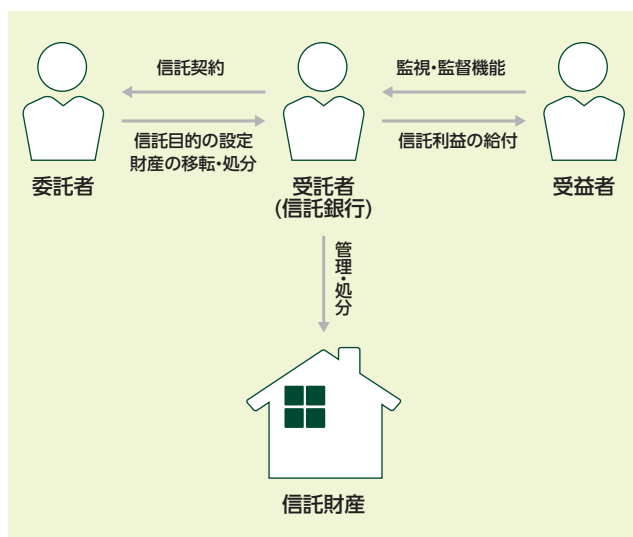 信託契約
監視・監督機能
信託目的の設定
財産の移転・処分
信託利益の給付
委託者
受託者
(信託銀行)
受益者
管理・処分
信託財産